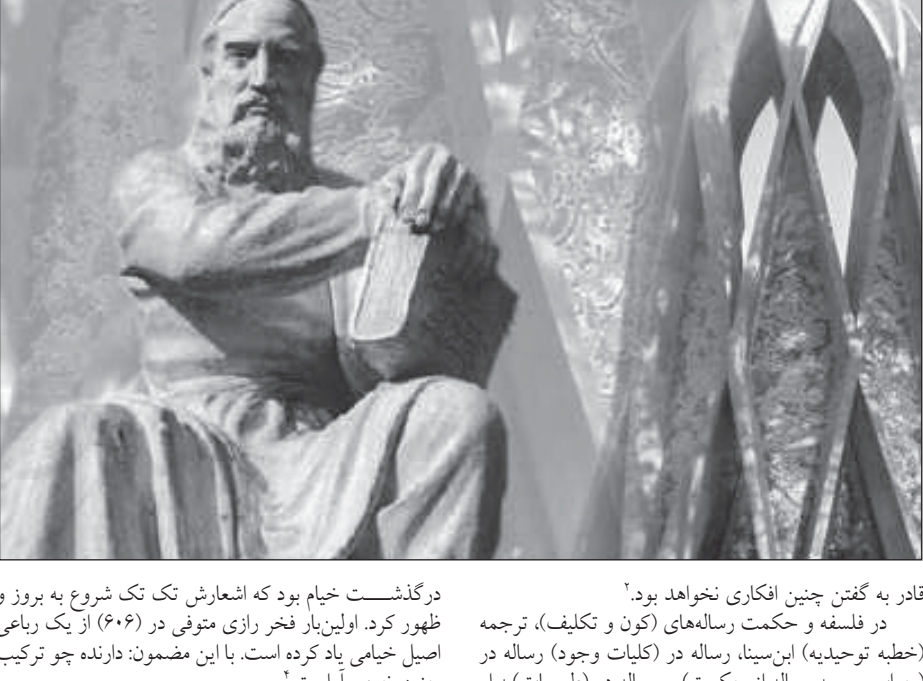 قادر به گفتن چنین افکاری نخواهد بود.۲
در فلسفه و حکمت رساله‌های (کون و تکلیف)، ترجمه
(خطبه توحیدیه) ابن‌سینا، رساله در (کلیات وجود) رساله در
درگذشـــت خیام بود که اشعارش تک تک شروع به بروز و
ظهور کرد. اولین‌بار فخر رازی متوفی در (۶۰۶) از یک رباعی
اصیل خیامی یاد کرده است. با این مضمون: دارنده چو ترکیب